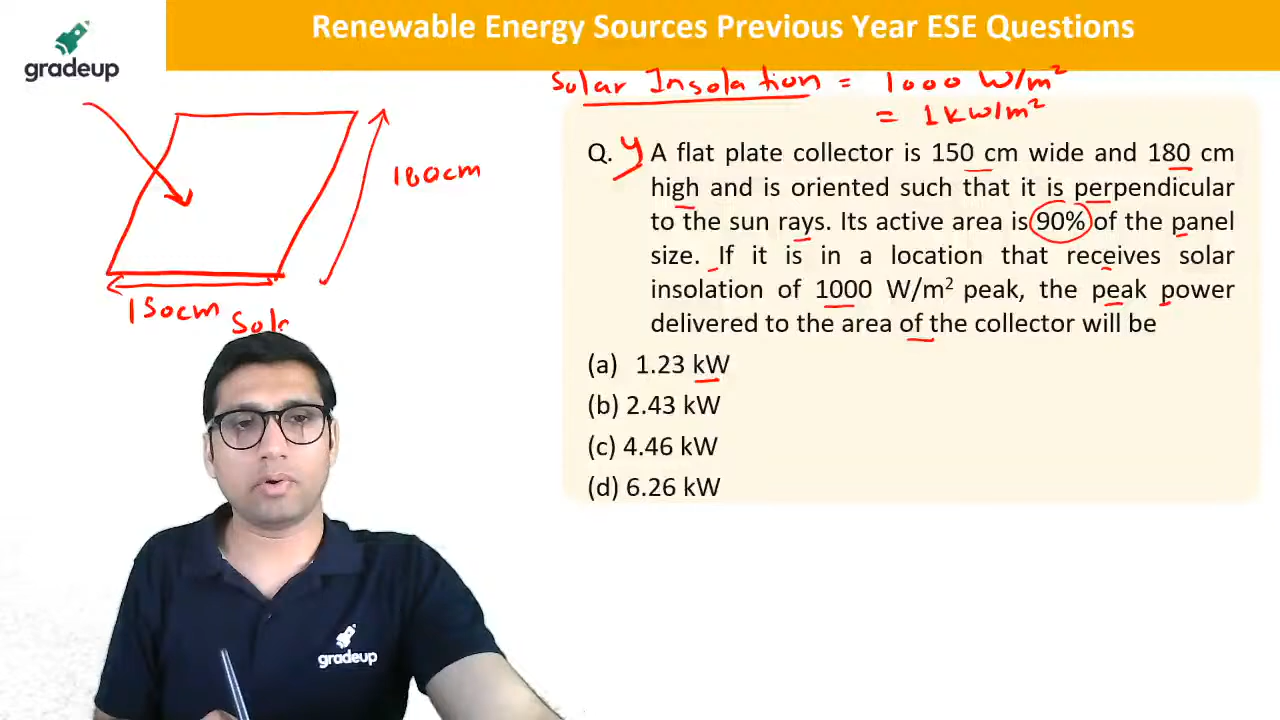 Renewable Energy Sources Previous Year ESE Questions
gradeup
Solar Insolation = 1000 W/m²
= 1kW/m²
Q. A flat plate collector is 150 cm wide and 180 cm
high and is oriented such that it is perpendicular
to the sun rays. Its active area is 90% of the panel
size. If it is in a location that receives solar
insolation of 1000 W/m² peak, the peak power
delivered to the area of the collector will be
(a) 1.23 kW
(b) 2.43 kW
(c) 4.46 kW
(d) 6.26 kW
180cm
150cm
gradeup